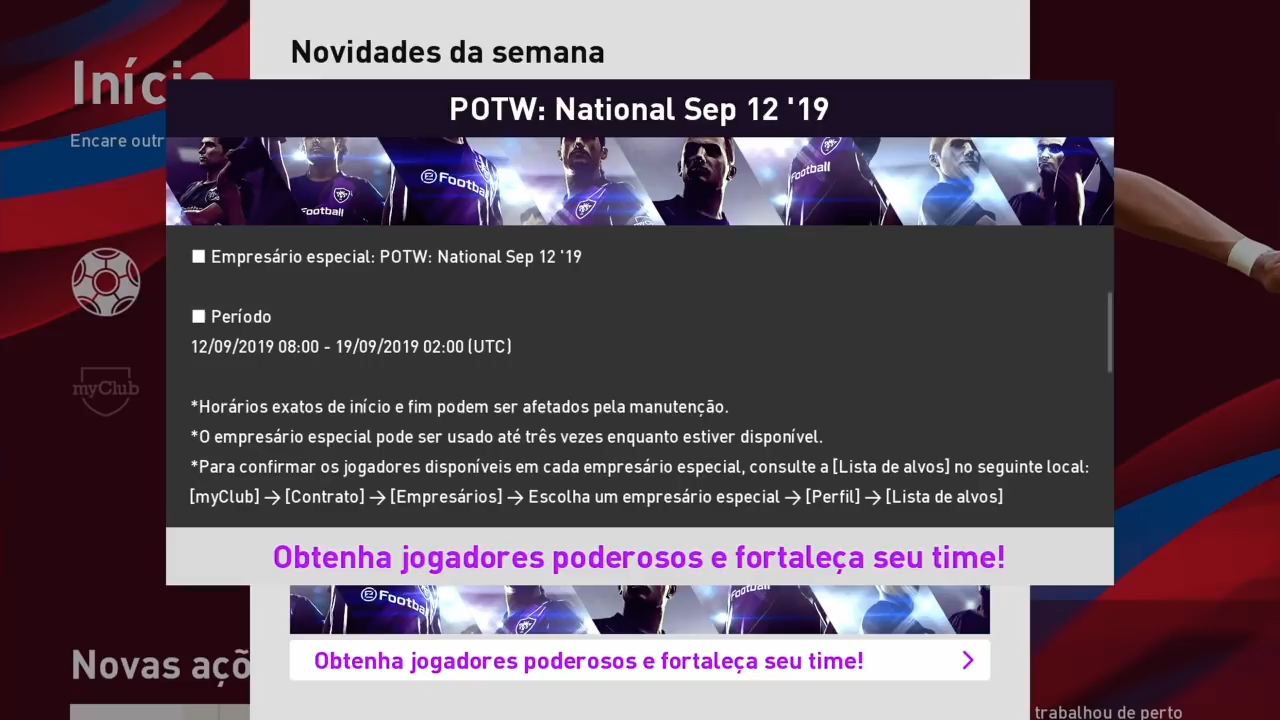 Novidades da semana
Início
Encare outr
POTW: National Sep 12 '19
eFootbal
Football
Football
■ Empresário especial: POTW: National Sep 12 '19
■ Período
12/09/2019 08:00 - 19/09/2019 02:00 (UTC)
*Horários exatos de início e fim podem ser afetados pela manutenção.
*O empresário especial pode ser usado até três vezes enquanto estiver disponível.
*Para confirmar os jogadores disponíveis em cada empresário especial, consulte a [Lista de alvos] no seguinte local:
[myClub] → [Contrato] → [Empresários] → Escolha um empresário especial → [Perfil] → [Lista de alvos]
myClub
Obtenha jogadores poderosos e fortaleça seu time!
eFootbal
Football
Obtenha jogadores poderosos e fortaleça seu time!
Novas açõ
trabalhou de perto